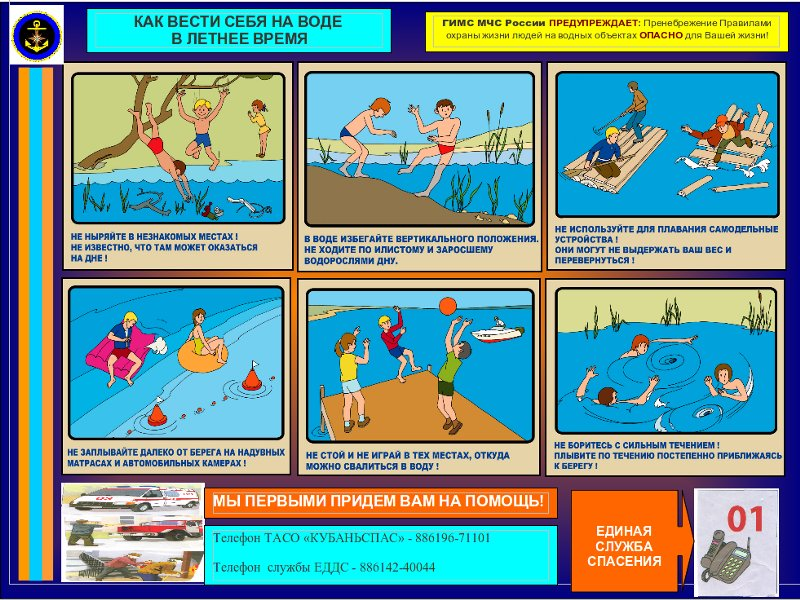 КАК ВЕСТИ СЕБЯ НА ВОДЕ
В ЛЕТНЕЕ ВРЕМЯ
ГИМС МЧС России ПРЕДУПРЕЖДАЕТ: Пренебрежение Правилами
охраны жизни людей на водных объектах ОПАСНО для Вашей жизни!
НЕ НЫРЯЙТЕ В НЕЗНАКОМЫХ МЕСТАХ !
НЕ ИЗВЕСТНО, ЧТО ТАМ МОЖЕТ ОКАЗАТЬСЯ
НА ДНЕ !
В ВОДЕ ИЗБЕГАЙТЕ ВЕРТИКАЛЬНОГО ПОЛОЖЕНИЯ.
НЕ ХОДИТЕ ПО ИЛИСТОМУ И ЗАРОСШЕМУ
ВОДОРОСЛЯМИ ДНУ.
НЕ ИСПОЛЬЗУЙТЕ ДЛЯ ПЛАВАНИЯ САМОДЕЛЬНЫЕ
УСТРОЙСТВА !
ОНИ МОГУТ НЕ ВЫДЕРЖАТЬ ВАШ ВЕС И
ПЕРЕВЕРНУТЬСЯ !
НЕ ЗАПЛЫВАЙТЕ ДАЛЕКО ОТ БЕРЕГА НА НАДУВНЫХ
МАТРАСАХ И АВТОМОБИЛЬНЫХ КАМЕРАХ !
НЕ СТОЙ И НЕ ИГРАЙ В ТЕХ МЕСТАХ, ОТКУДА
МОЖНО СВАЛИТЬСЯ В ВОДУ !
НЕ БОРИТЕСЬ С СИЛЬНЫМ ТЕЧЕНИЕМ !
ПЛЫВИТЕ ПО ТЕЧЕНИЮ ПОСТЕПЕННО ПРИБЛИЖАЯСЬ
К БЕРЕГУ !
МЫ ПЕРВЫМИ ПРИДЕМ ВАМ НА ПОМОЩЬ!
Телефон ТАСО «КУБАНЬСПАС» - 886196-71101
Телефон службы ЕДДС - 886142-40044
ЕДИНАЯ
СЛУЖБА
СПАСЕНИЯ
01